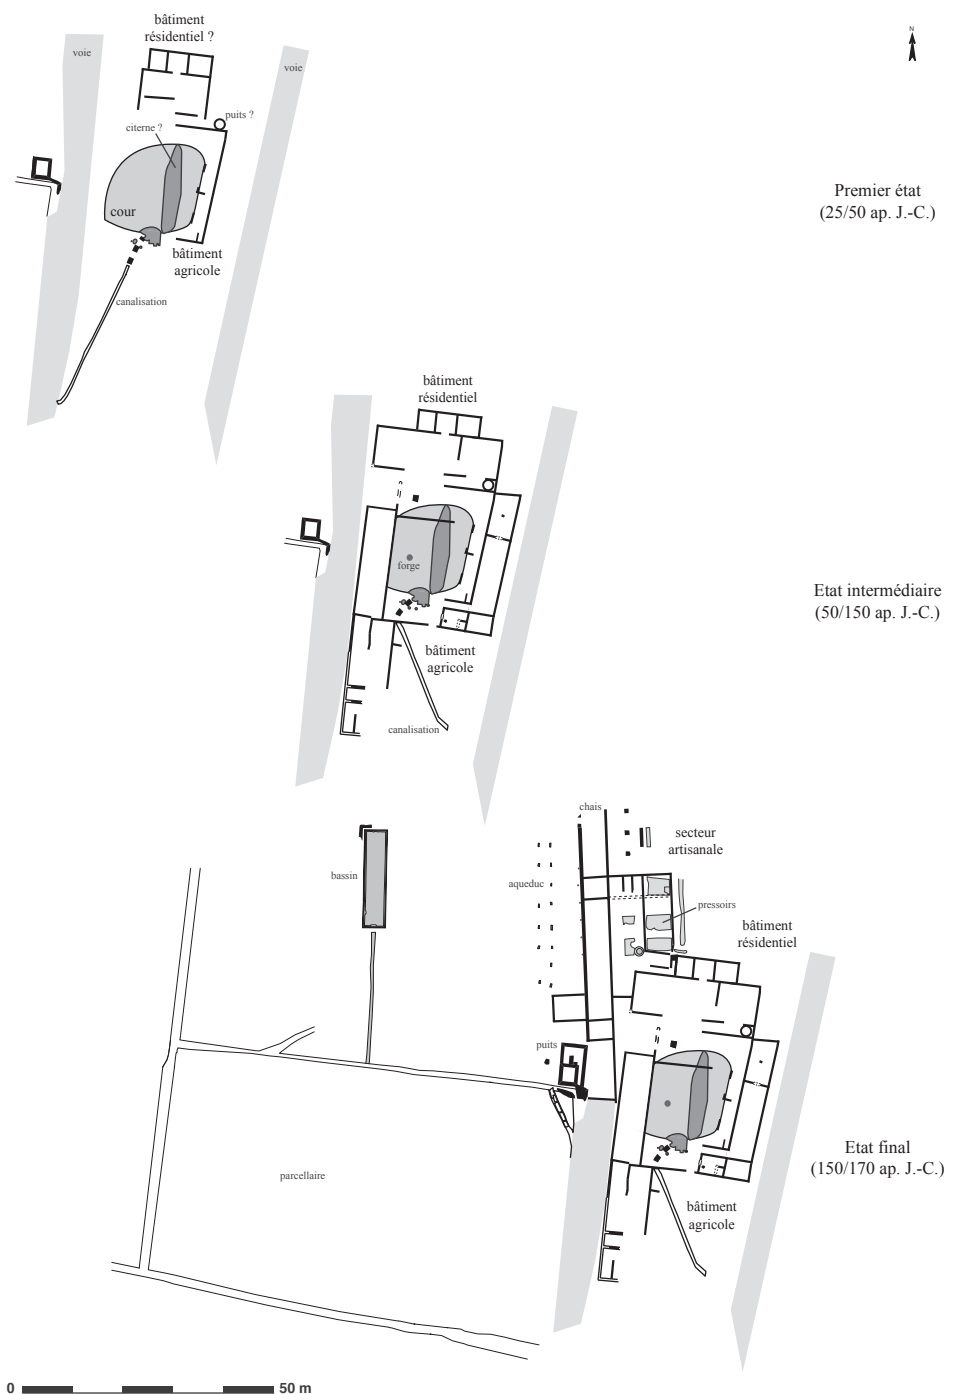 bâtiment
résidentiel ?
N
voie
voie
puits ?
citerne ?
Premier état
(25/50 ap. J.-C.)
cour
bâtiment
agricole
canalisation
bâtiment
résidentiel
forge
Etat intermédiaire
(50/150 ap. J.-C.)
bâtiment
agricole
canalisation
chais
secteur
artisanale
bassin
aqueduc
pressoirs
bâtiment
résidentiel
puits
Etat final
(150/170 ap. J.-C.)
parcellaire
bâtiment
agricole
0 50 m